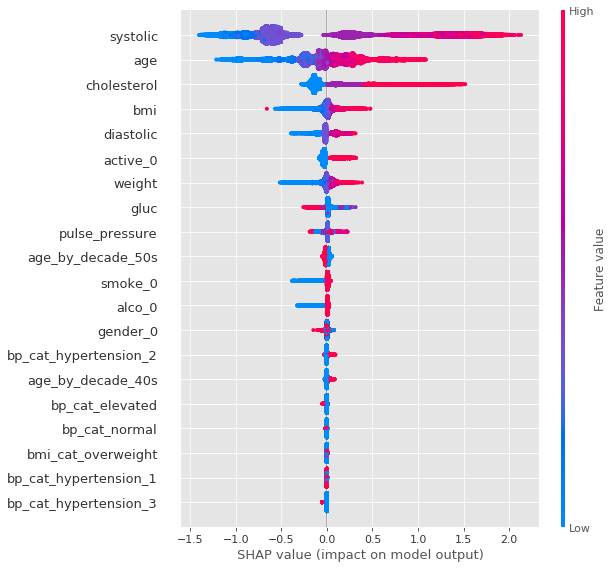 High
systolic
age
cholesterol
bmi
diastolic
active_0
weight
gluc
pulse_pressure
age_by_decade_50s
smoke_0
alco_0
gender_0
bp_cat_hypertension_2
age_by_decade_40s
bp_cat_elevated
bp_cat_normal
bmi_cat_overweight
bp_cat_hypertension_1
bp_cat_hypertension_3
Feature value
Low
−1.5 −1.0 −0.5 0.0 0.5 1.0 1.5 2.0
SHAP value (impact on model output)